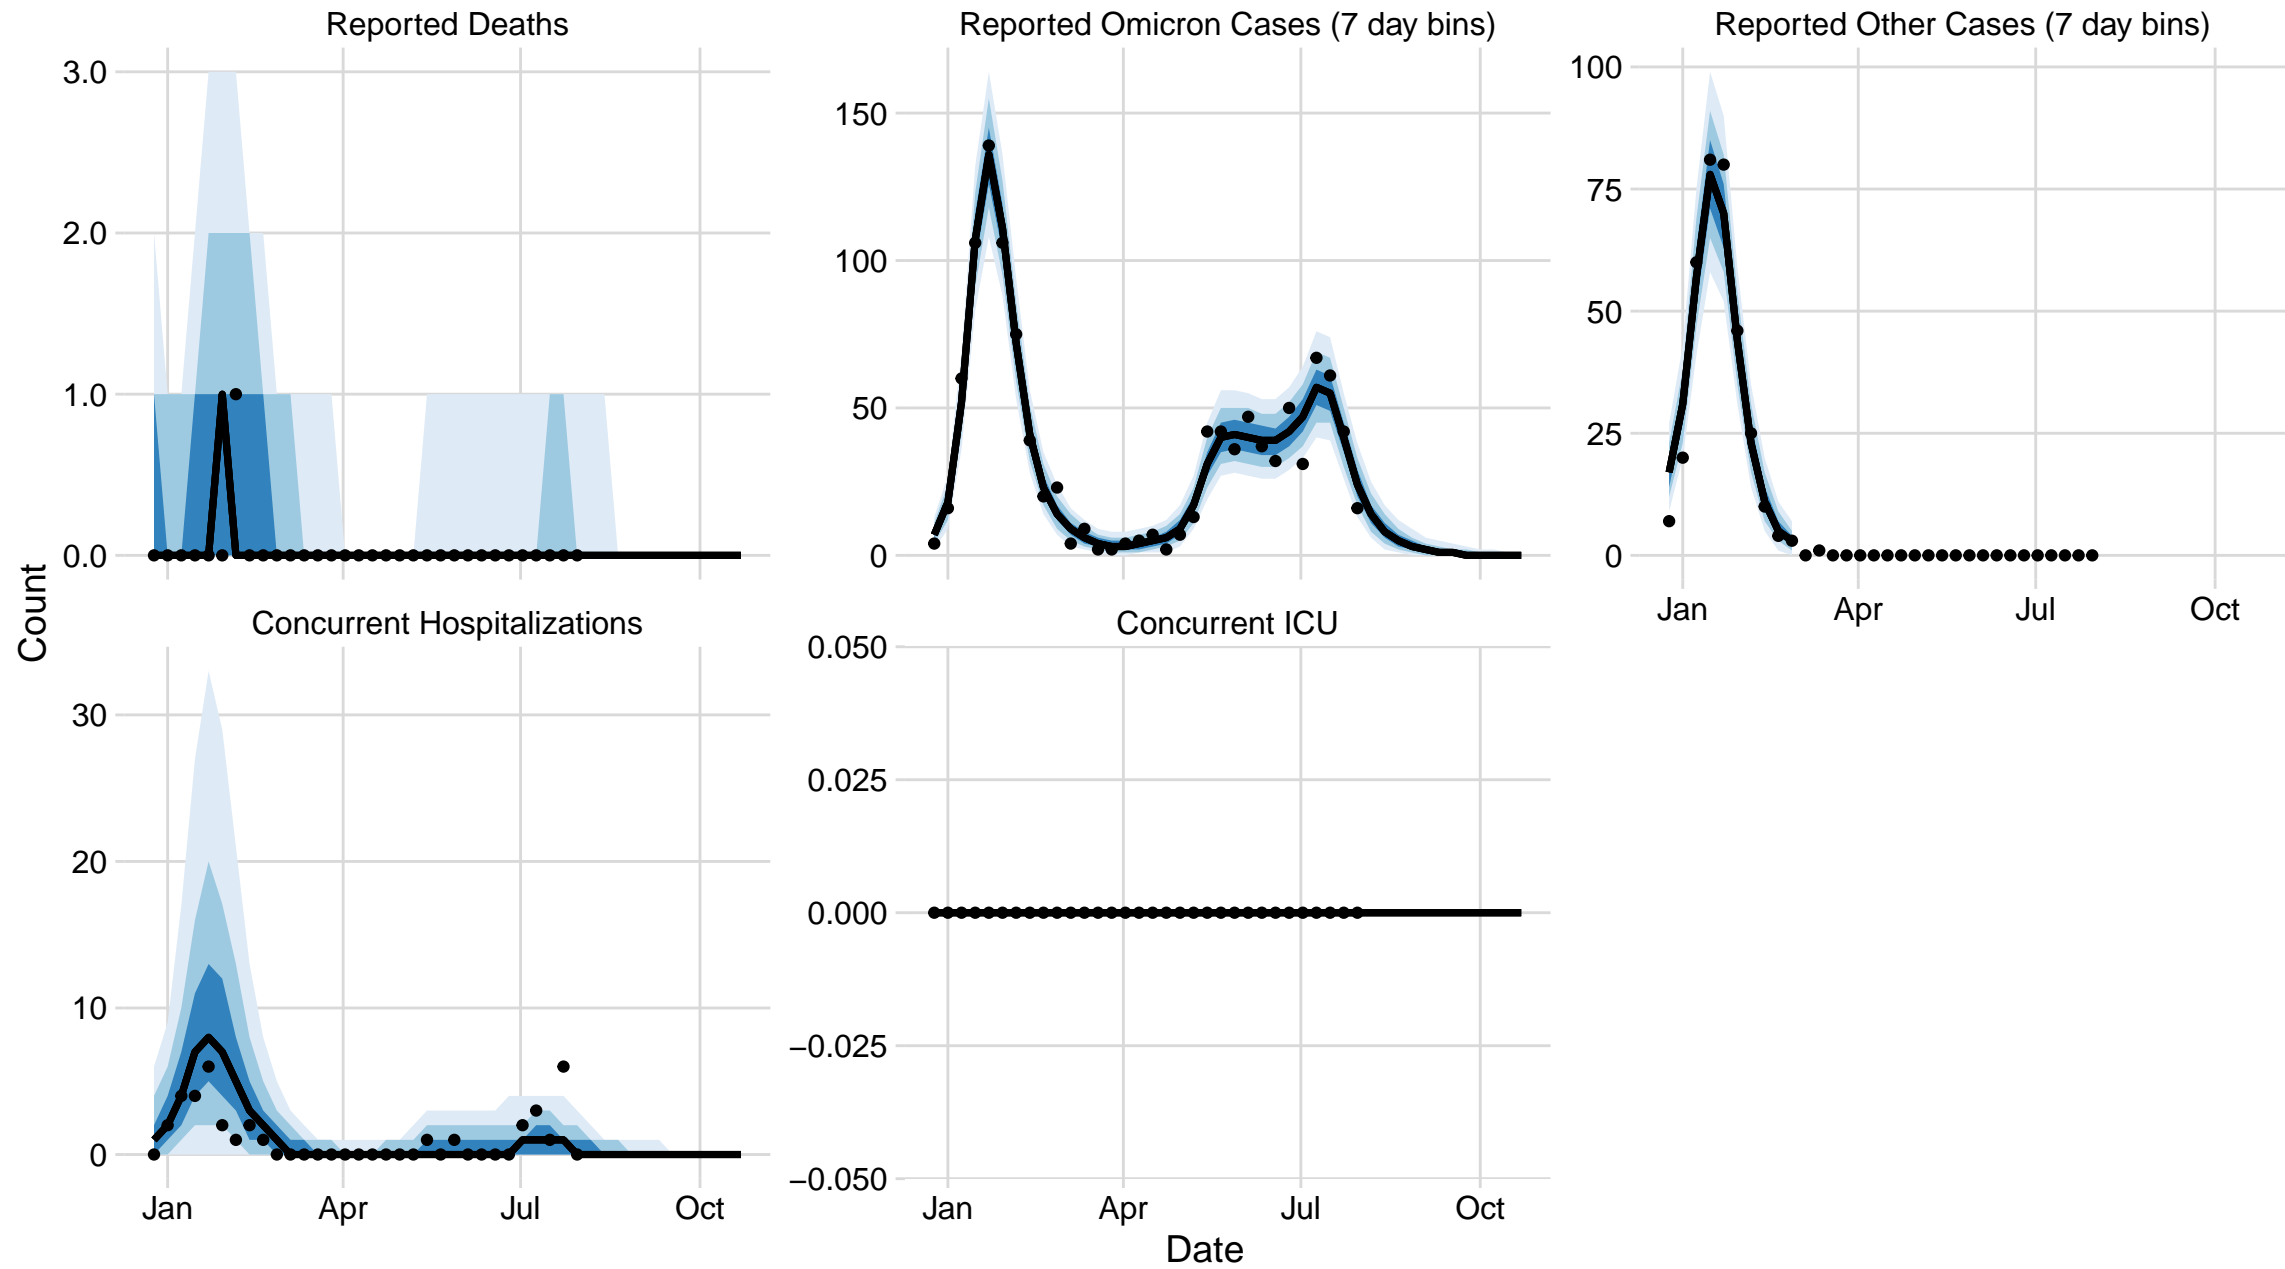 Reported Deaths
3.0
2.0
1.0
0.0
Reported Omicron Cases (7 day bins)
150
100
50
0
Reported Other Cases (7 day bins)
100
75
50
25
0
Jan Apr Jul Oct
Count
Concurrent Hospitalizations
30
20
10
0
Jan Apr Jul Oct
Concurrent ICU
0.050
0.025
0.000
−0.025
−0.050
Jan Apr Jul Oct
Date